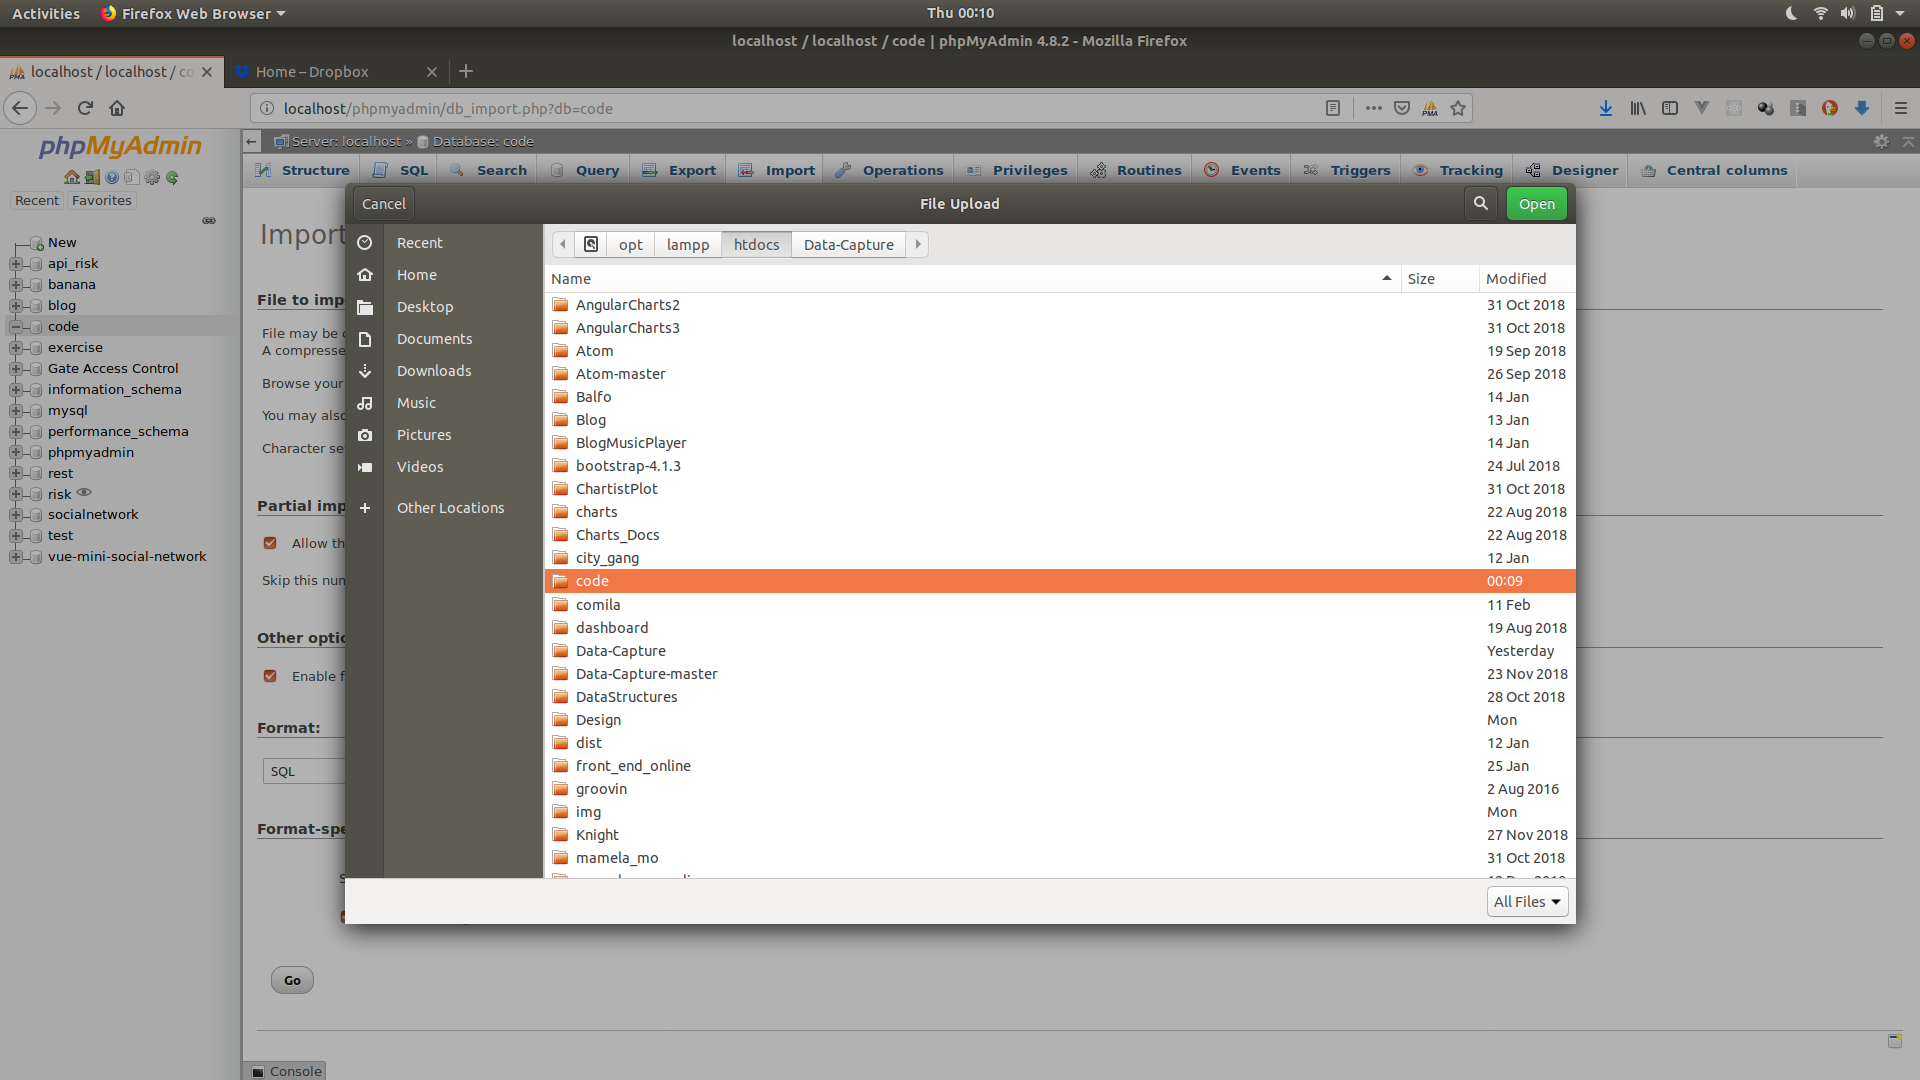 Activities Firefox Web Browser Thu 00:10
localhost / localhost / code | phpMyAdmin 4.8.2 - Mozilla Firefox
localhost / localhost / co Home – Dropbox
localhost/phpmyadmin/db_import.php?db=code
phpMyAdmin
Recent Favorites
New
api_risk
banana
blog
code
exercise
Gate Access Control
information_schema
mysql
performance_schema
phpmyadmin
rest
risk
socialnetwork
test
vue-mini-social-network
Server: localhost » Database: code
Structure SQL Search Query Export Import Operations Privileges Routines Events Triggers Tracking Designer Central columns
Import
File to imp
File may be
A compresse
Browse your
You may also
Character se
Partial imp
Allow th
Skip this num
Other optio
Enable f
Format:
SQL
Format-spe
Go
Console
Cancel File Upload Open
Recent
Home
Desktop
Documents
Downloads
Music
Pictures
Videos
Other Locations
opt lampp htdocs Data-Capture
Name Size Modified
AngularCharts2 31 Oct 2018
AngularCharts3 31 Oct 2018
Atom 19 Sep 2018
Atom-master 26 Sep 2018
Balfo 14 Jan
Blog 13 Jan
BlogMusicPlayer 14 Jan
bootstrap-4.1.3 24 Jul 2018
ChartistPlot 31 Oct 2018
charts 22 Aug 2018
Charts_Docs 22 Aug 2018
city_gang 12 Jan
code 00:09
comila 11 Feb
dashboard 19 Aug 2018
Data-Capture Yesterday
Data-Capture-master 23 Nov 2018
DataStructures 28 Oct 2018
Design Mon
dist 12 Jan
front_end_online 25 Jan
groovin 2 Aug 2016
img Mon
Knight 27 Nov 2018
mamela_mo 31 Oct 2018
All Files